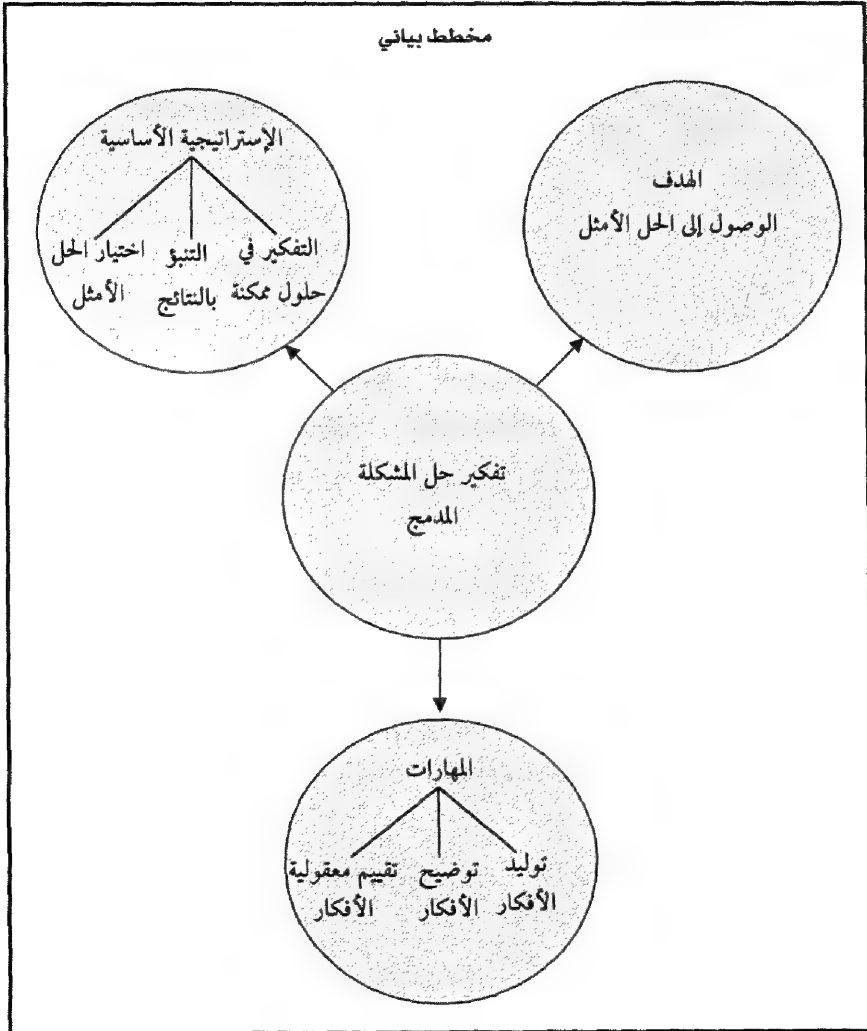 مخطط بياني
الهدف
الوصول إلى الحل الأمثل
الإستراتيجية الأساسية
التفكير في
حلول ممكنة
التنبؤ
بالنتائج
اختيار الحل
الأمثل
تفكير حل المشكلة
المدمج
المهارات
توليد
الأفكار
توضيح
الأفكار
تقييم معقولية
الأفكار